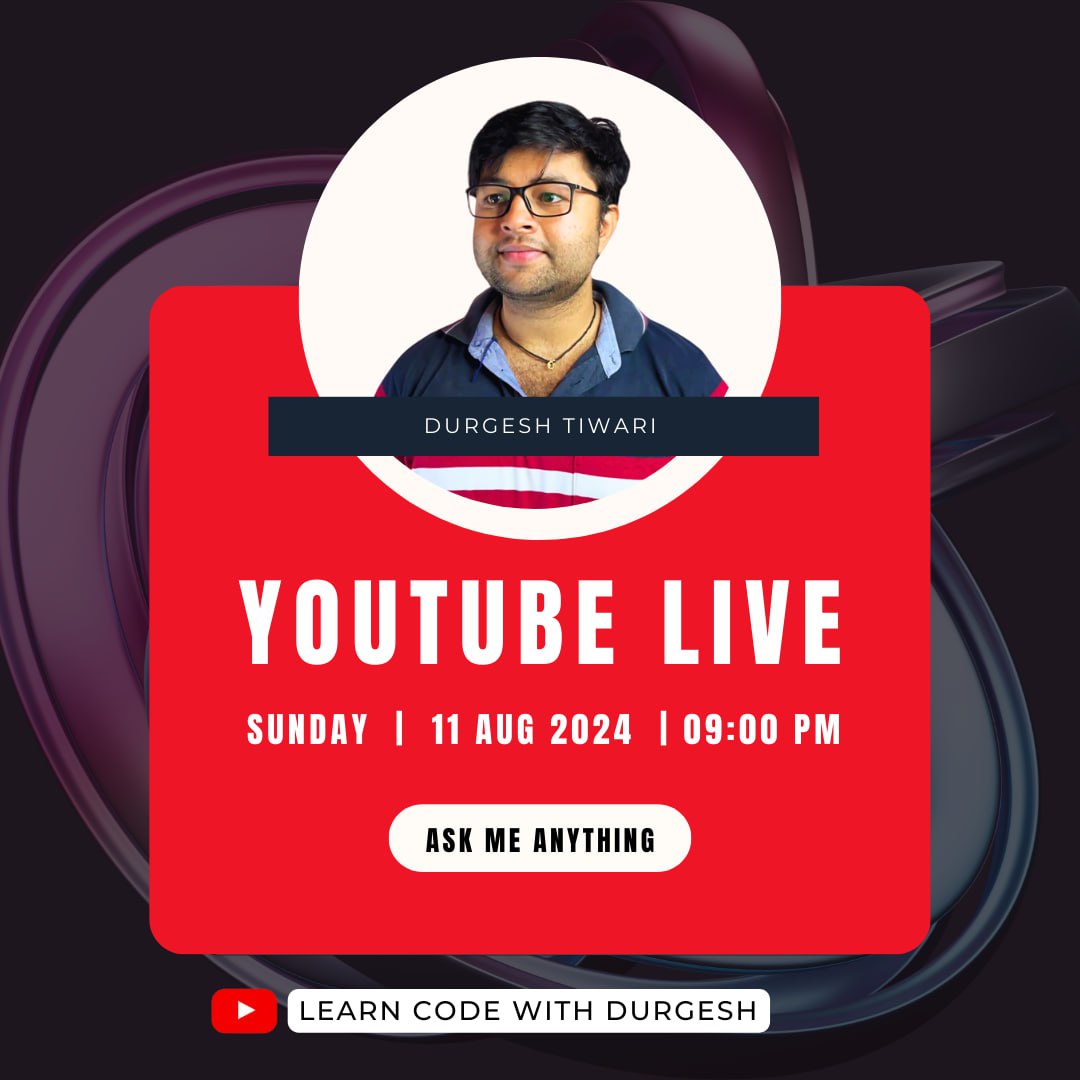 DURGESH TIWARI
YOUTUBE LIVE
SUNDAY | 11 AUG 2024 | 09:00 PM
ASK ME ANYTHING
LEARN CODE WITH DURGESH